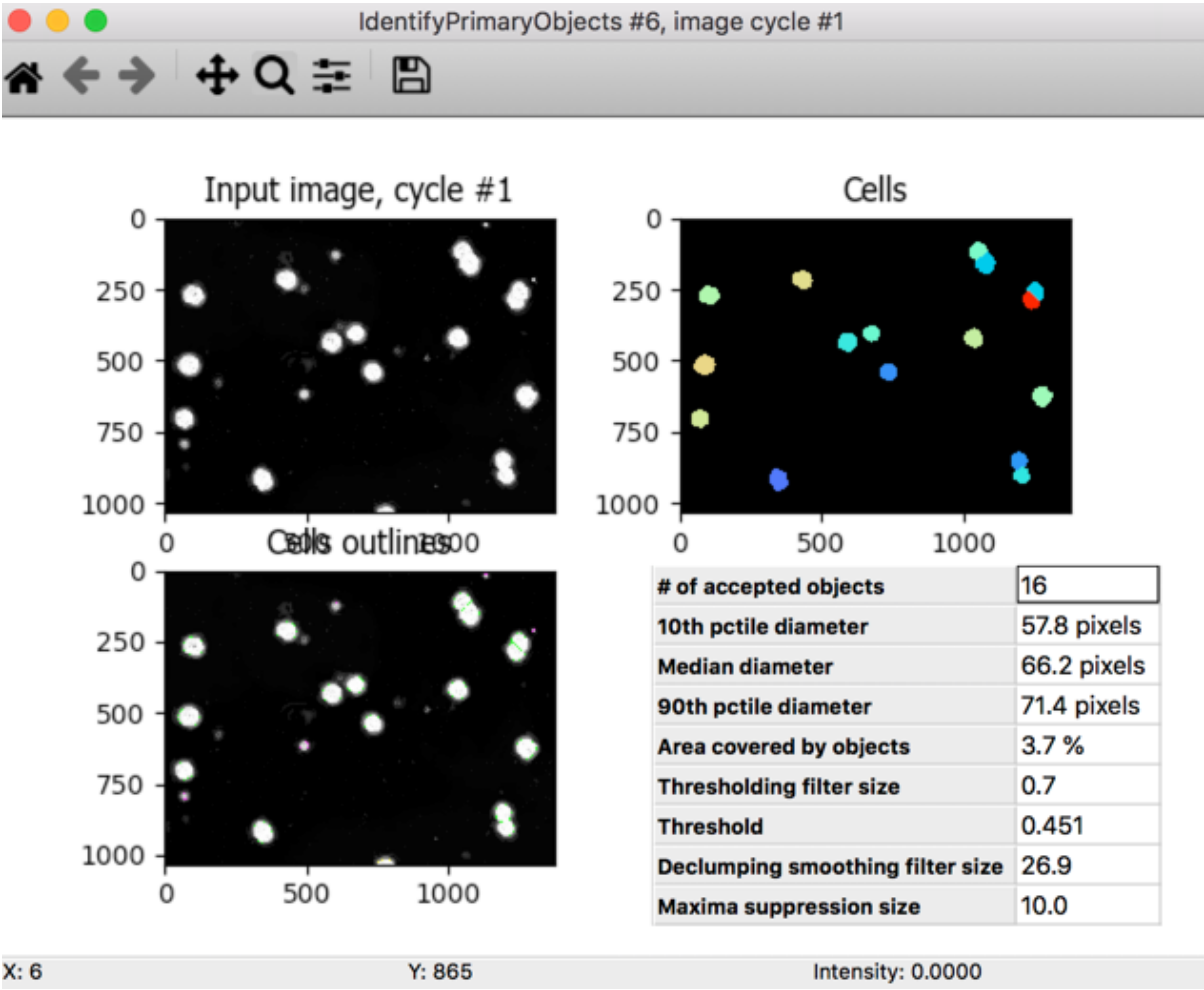 IdentifyPrimaryObjects #6, image cycle #1
Input image, cycle #1
0
250
500
750
1000
0 500 1000
Cells
0
250
500
750
1000
0 500 1000
Cells outlines
0
250
500
750
1000
0 500 1000
# of accepted objects 16
10th pctile diameter 57.8 pixels
Median diameter 66.2 pixels
90th pctile diameter 71.4 pixels
Area covered by objects 3.7 %
Thresholding filter size 0.7
Threshold 0.451
Declumping smoothing filter size 26.9
Maxima suppression size 10.0
X: 6 Y: 865 Intensity: 0.0000